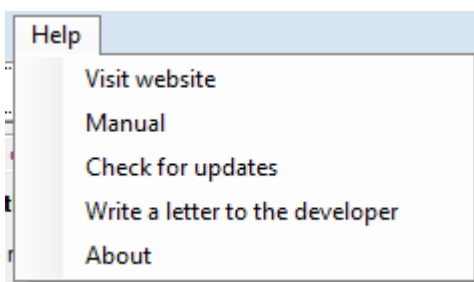 Help
Visit website
Manual
Check for updates
Write a letter to the developer
About